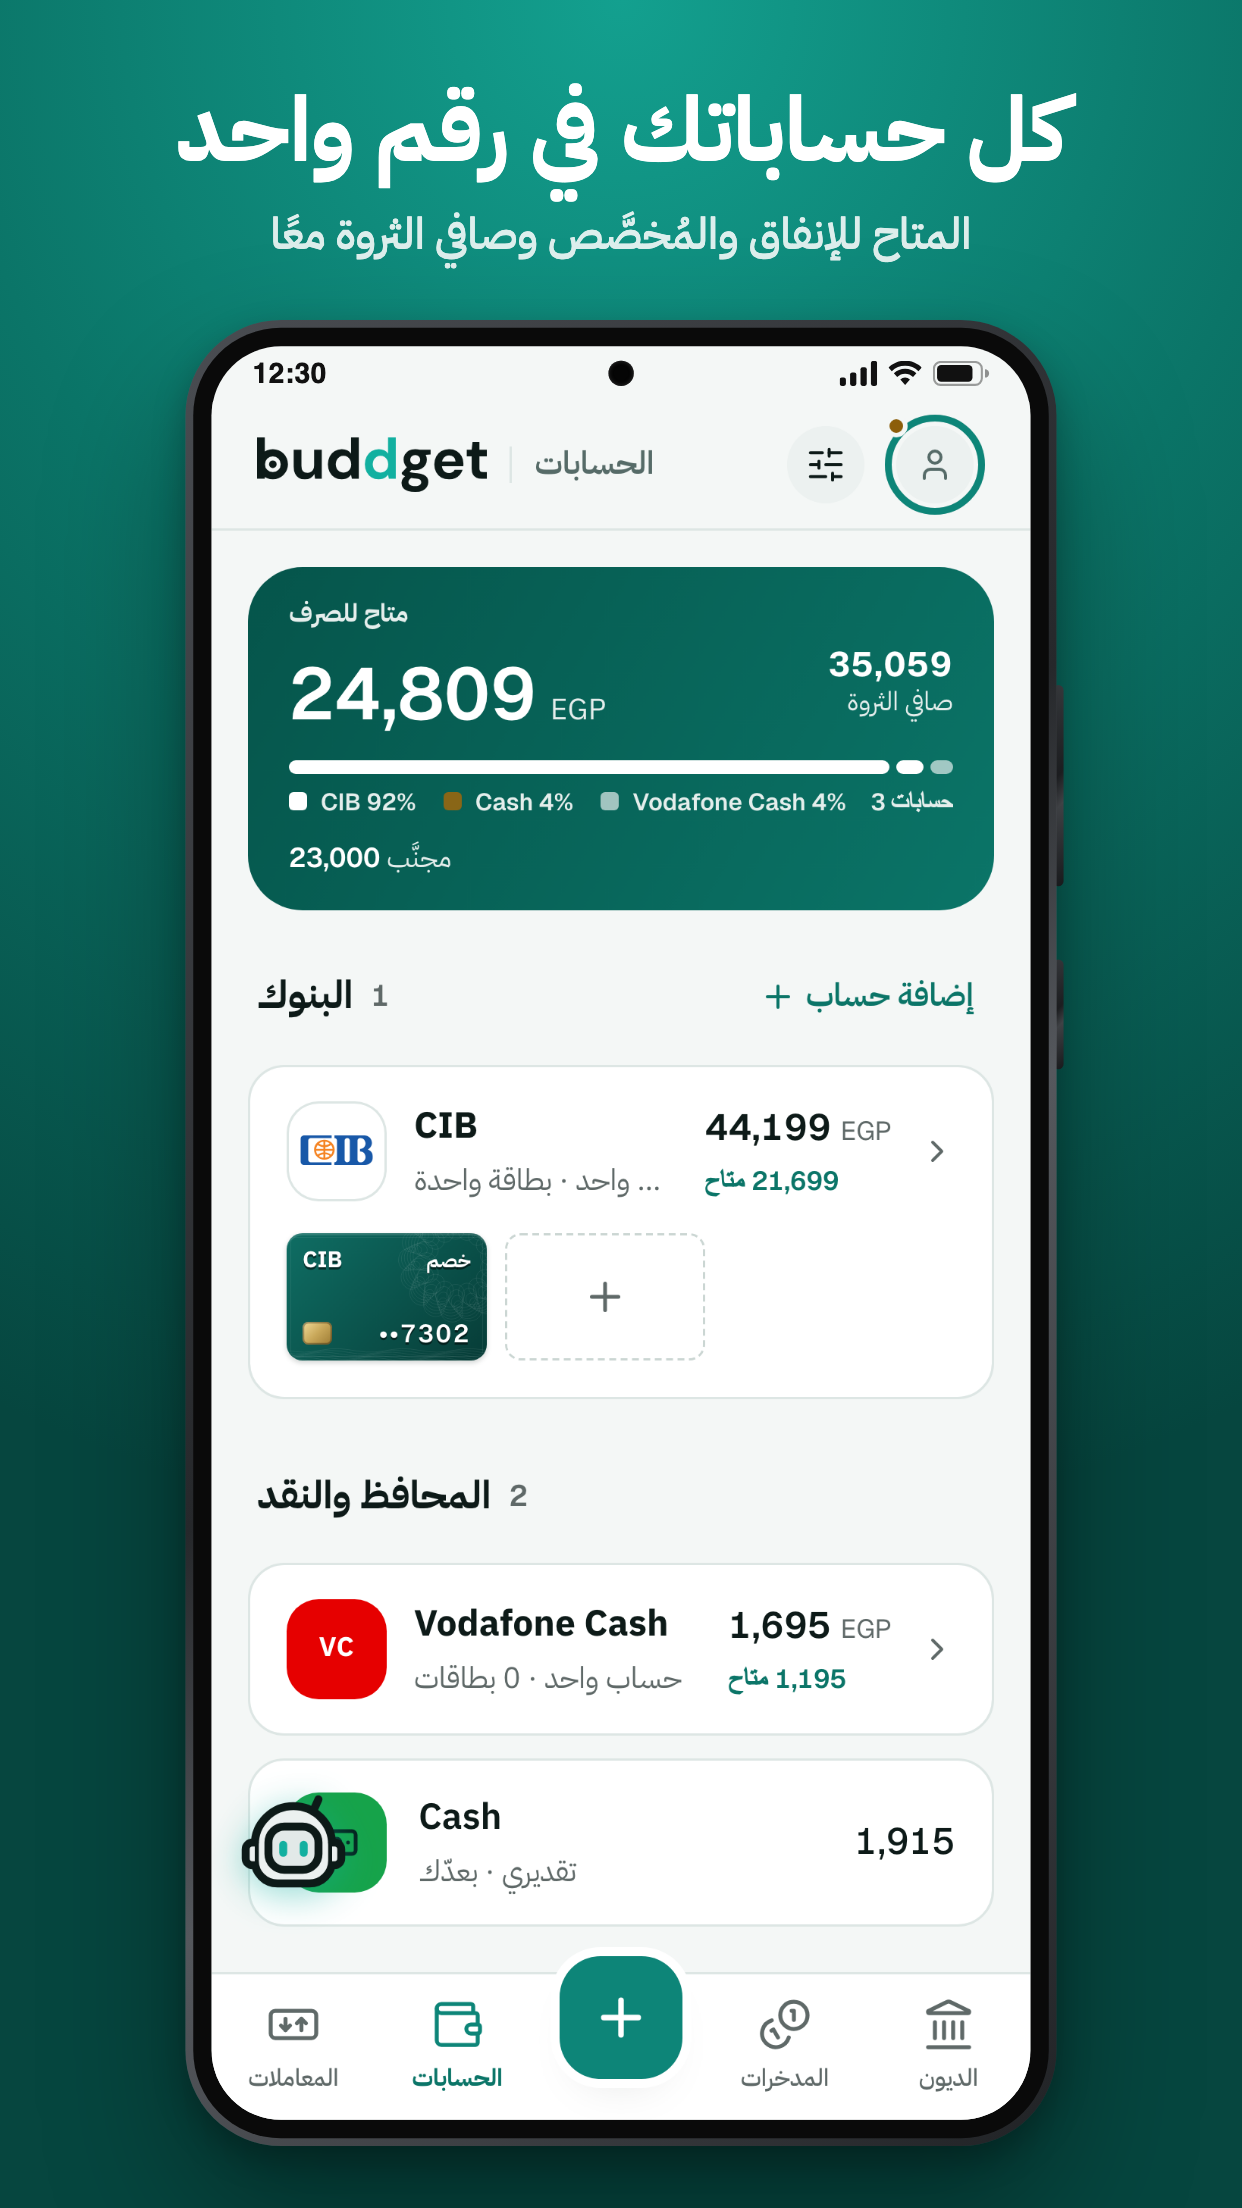 كل حساباتك في رقم واحد
المتاح للإنفاق والمُخصَّص وصافي الثروة معًا
12:30
buddget | الحسابات
متاح للصرف
24,809 EGP
35,059
صافي الثروة
CIB 92% Cash 4% Vodafone Cash 4% 3 حسابات
23,000 مجنَّب
البنوك 1
إضافة حساب +
CIB
44,199 EGP
... واحد · بطاقة واحدة
21,699 متاح
CIB خصم
••7302
+
المحافظ والنقد 2
VC
Vodafone Cash
1,695 EGP
حساب واحد · 0 بطاقات
1,195 متاح
Cash
1,915
تقديري · بعدّك
المعاملات
الحسابات
+
المدخرات
الديون